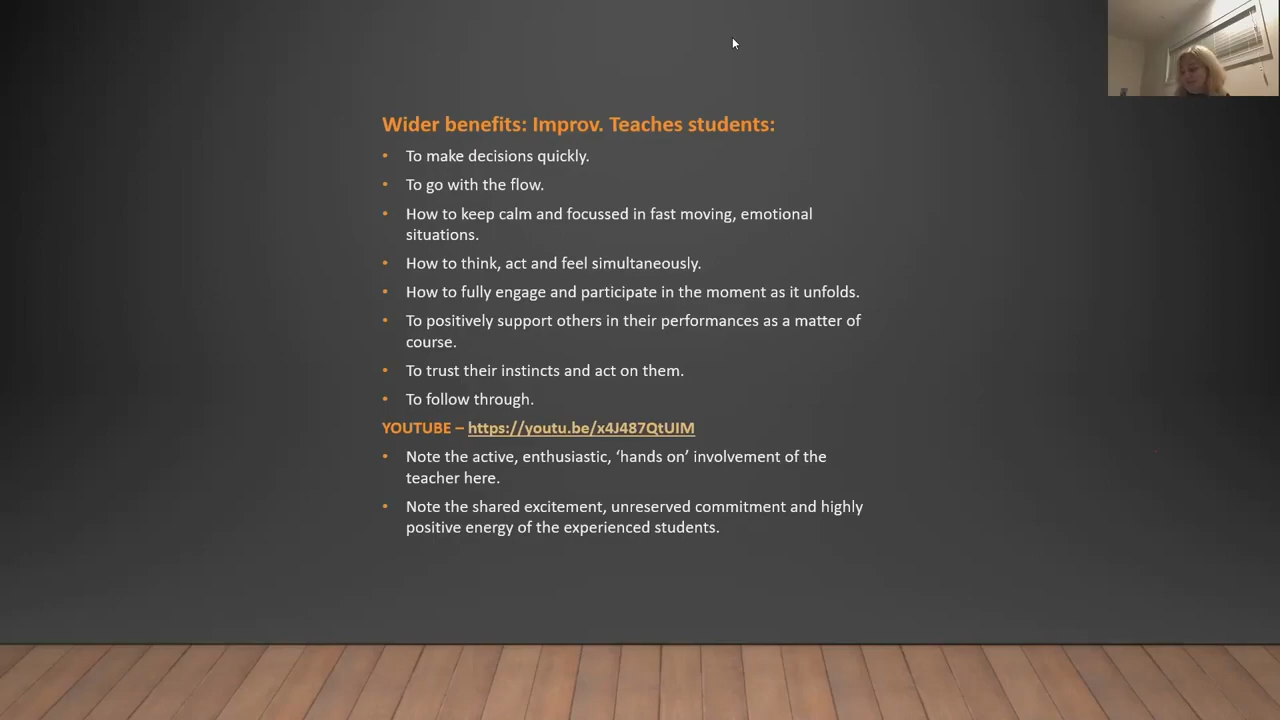 Wider benefits: Improv. Teaches students:
• To make decisions quickly.
• To go with the flow.
• How to keep calm and focussed in fast moving, emotional
situations.
• How to think, act and feel simultaneously.
• How to fully engage and participate in the moment as it unfolds.
• To positively support others in their performances as a matter of
course.
• To trust their instincts and act on them.
• To follow through.
YOUTUBE – https://youtu.be/x4J487QtUIM
• Note the active, enthusiastic, ‘hands on’ involvement of the
teacher here.
• Note the shared excitement, unreserved commitment and highly
positive energy of the experienced students.